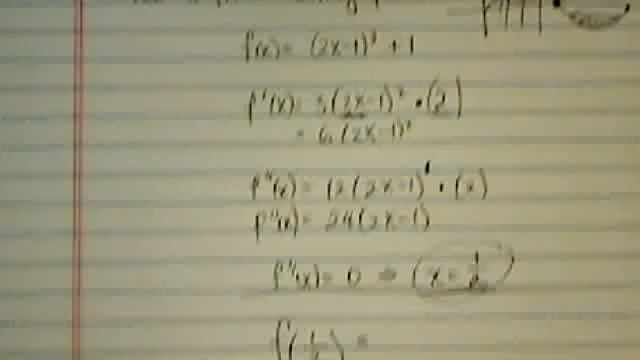 f(x) = (2x-1)³ + 1
f'(x) = 3(2x-1)² • (2)
= 6(2x-1)²
f"(x) = 12(2x-1)¹ • (2)
f"(x) = 24(2x-1)
f"(x) = 0 ⇒ x = 1/2
f(1/2) =